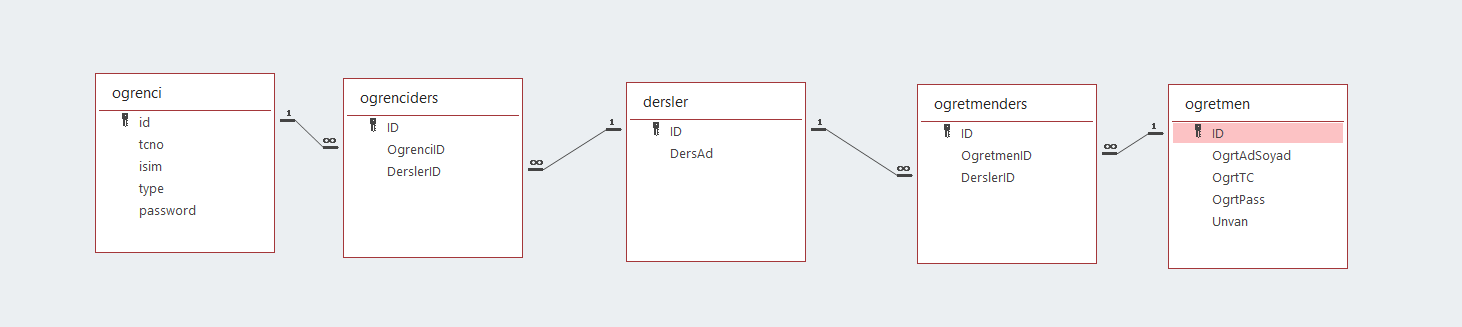 ogrenci
id
tcno
isim
type
password
1
∞
ogrenciders
ID
OgrenciID
DerslerID
∞
1
dersler
ID
DersAd
1
∞
ogretmenders
ID
OgretmenID
DerslerID
∞
1
ogretmen
ID
OgrtAdSoyad
OgrtTC
OgrtPass
Unvan